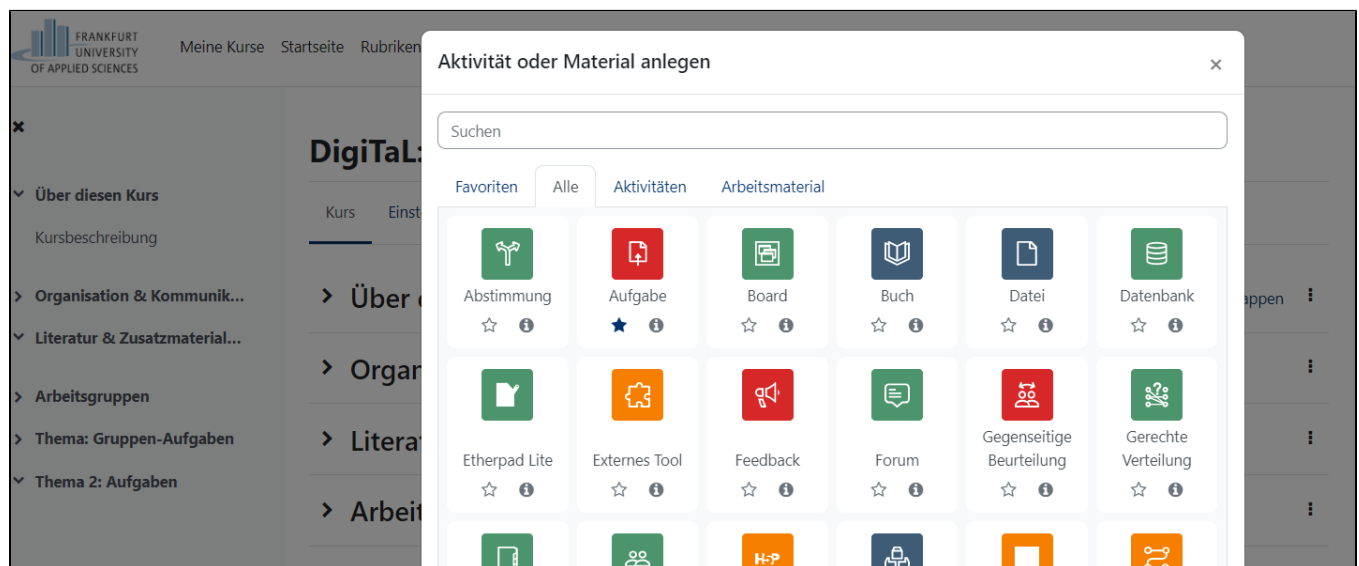 FRANKFURT
UNIVERSITY
OF APPLIED SCIENCES
Meine Kurse Startseite Rubriken
Aktivität oder Material anlegen
Suchen
Favoriten Alle Aktivitäten Arbeitsmaterial
DigiTaL:
Über diesen Kurs
Kursbeschreibung
Organisation & Kommunik...
Literatur & Zusatzmaterial...
Arbeitsgruppen
Thema: Gruppen-Aufgaben
Thema 2: Aufgaben
Kurs Einst
Über
Organ
Litera
Arbeit
appen
Abstimmung Aufgabe Board Buch Datei Datenbank
Etherpad Lite Externes Tool Feedback Forum Gegenseitige Beurteilung Gerechte Verteilung
H5P